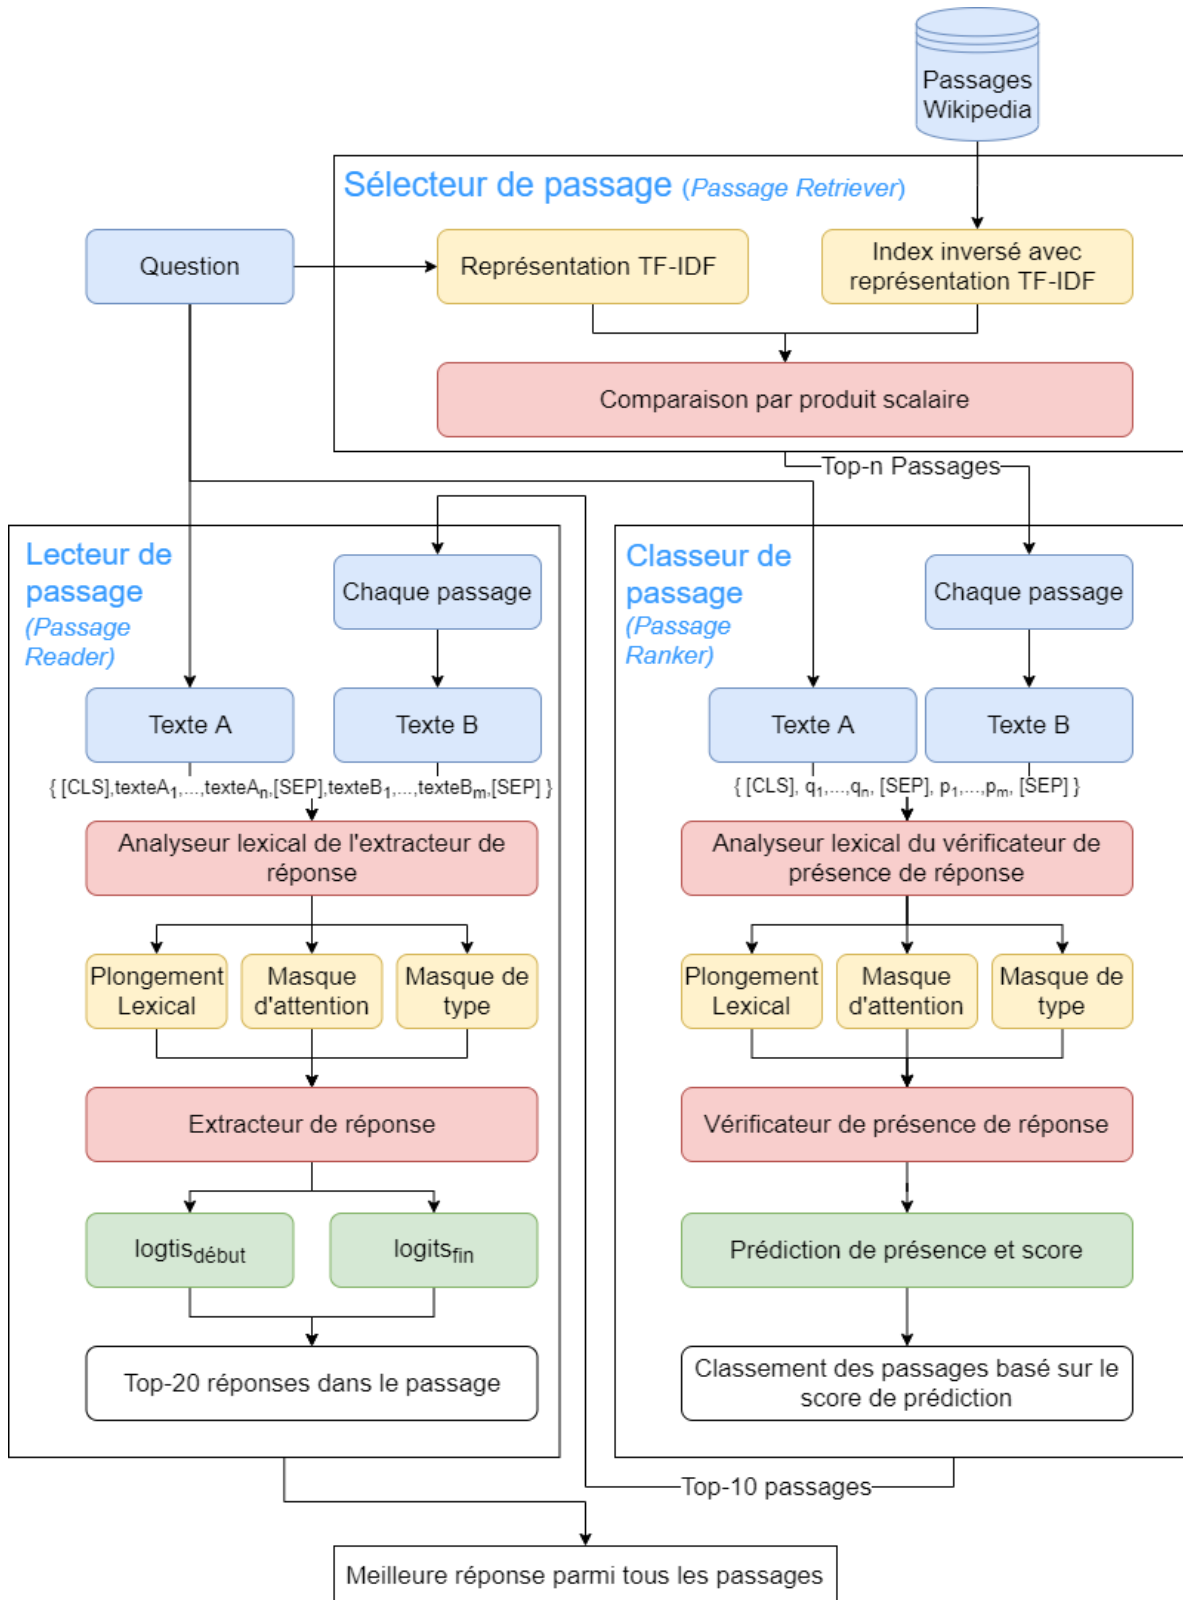 Passages
Wikipedia
Sélecteur de passage (Passage Retriever)
Question
Représentation TF-IDF
Index inversé avec
représentation TF-IDF
Comparaison par produit scalaire
Top-n Passages
Lecteur de
passage
(Passage
Reader)
Chaque passage
Texte A
Texte B
{ [CLS],texteA1,...,texteAn,[SEP],texteB1,...,texteBm,[SEP] }
Analyseur lexical de l'extracteur de
réponse
Plongement
Lexical
Masque
d'attention
Masque de
type
Extracteur de réponse
logtisdébut
logitsfin
Top-20 réponses dans le passage
Classeur de
passage
(Passage
Ranker)
Chaque passage
Texte A
Texte B
{ [CLS], q1,...,qn, [SEP], p1,...,pm, [SEP] }
Analyseur lexical du vérificateur de
présence de réponse
Plongement
Lexical
Masque
d'attention
Masque de
type
Vérificateur de présence de réponse
Prédiction de présence et score
Classement des passages basé sur le
score de prédiction
Top-10 passages
Meilleure réponse parmi tous les passages